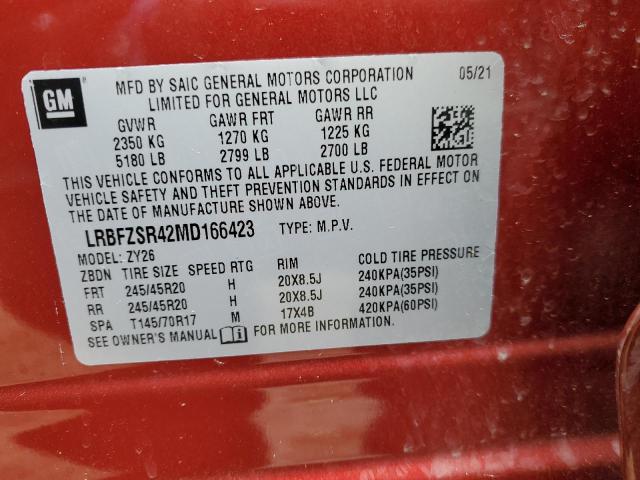 GM
MFD BY SAIC GENERAL MOTORS CORPORATION 05/21
LIMITED FOR GENERAL MOTORS LLC
GVWR GAWR FRT GAWR RR
2350 KG 1270 KG 1225 KG
5180 LB 2799 LB 2700 LB
THIS VEHICLE CONFORMS TO ALL APPLICABLE U.S. FEDERAL MOTOR
VEHICLE SAFETY AND THEFT PREVENTION STANDARDS IN EFFECT ON
THE DATE OF MANUFACTURE SHOWN ABOVE.
LRBFZSR42MD166423 TYPE: M.P.V.
MODEL: ZY26
ZBDN TIRE SIZE SPEED RTG RIM COLD TIRE PRESSURE
FRT 245/45R20 H 20X8.5J 240KPA(35PSI)
RR 245/45R20 H 20X8.5J 240KPA(35PSI)
SPA T145/70R17 M 17X4B 420KPA(60PSI)
SEE OWNER'S MANUAL FOR MORE INFORMATION.